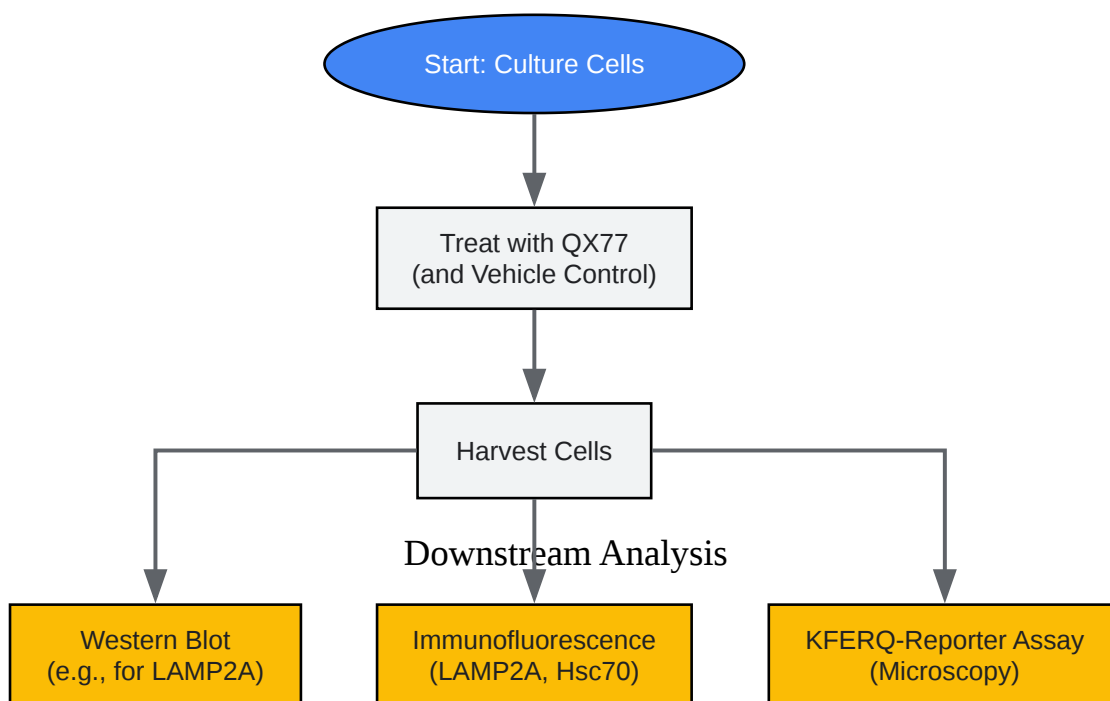 Start: Culture Cells
Treat with QX77
(and Vehicle Control)
Harvest Cells
Downstream Analysis
Western Blot
(e.g., for LAMP2A)
Immunofluorescence
(LAMP2A, Hsc70)
KFERQ-Reporter Assay
(Microscopy)